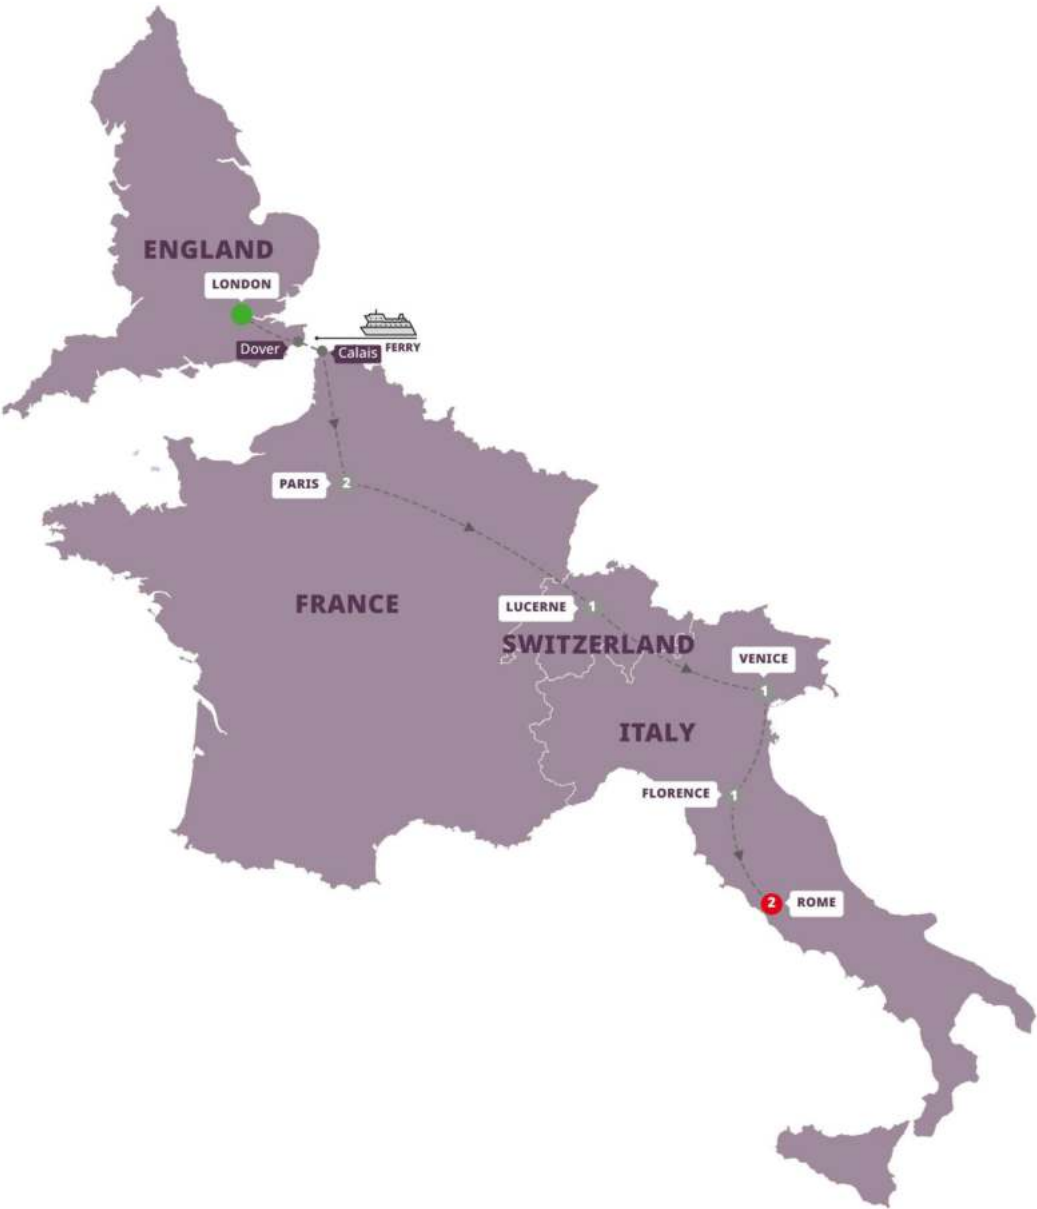 ENGLAND
LONDON
Dover
Calais
FERRY
PARIS
2
FRANCE
LUCERNE
1
SWITZERLAND
VENICE
1
ITALY
FLORENCE
1
2
ROME